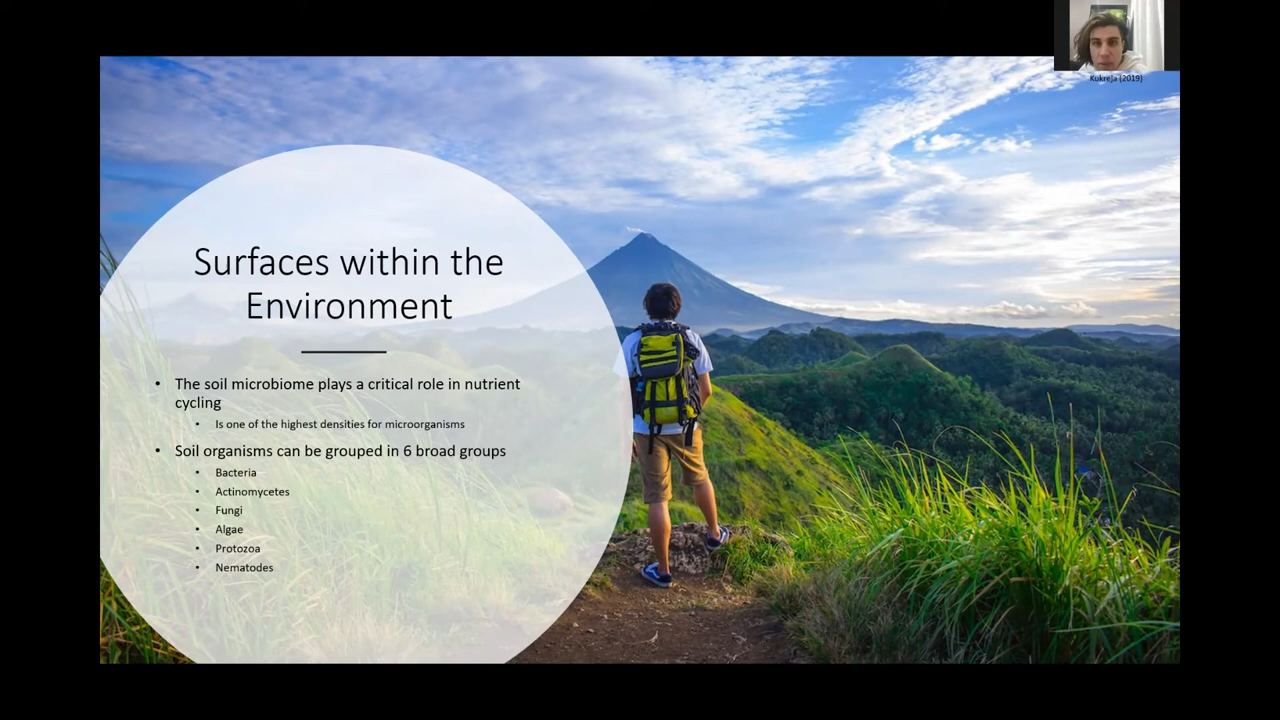 Kukreja (2019)
Surfaces within the
Environment
• The soil microbiome plays a critical role in nutrient
cycling
• Is one of the highest densities for microorganisms
• Soil organisms can be grouped in 6 broad groups
• Bacteria
• Actinomycetes
• Fungi
• Algae
• Protozoa
• Nematodes